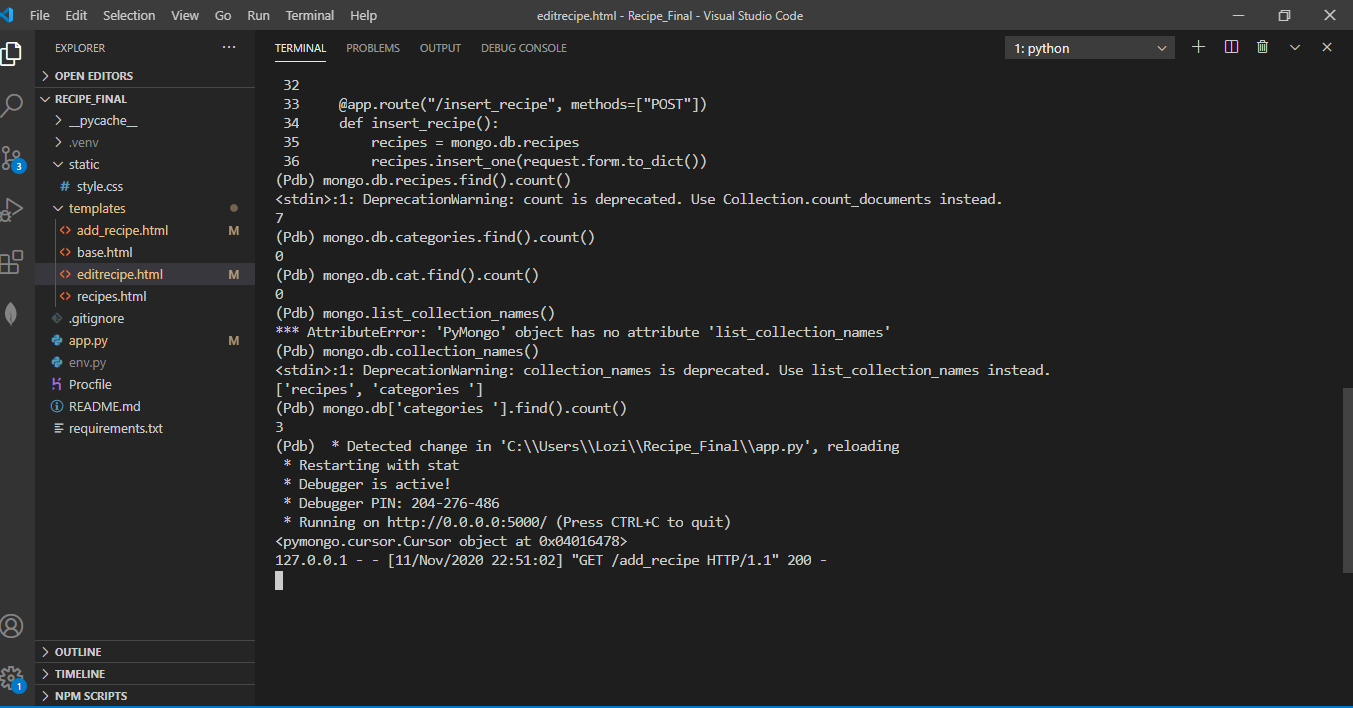 File Edit Selection View Go Run Terminal Help
editrecipe.html - Recipe_Final - Visual Studio Code
EXPLORER
OPEN EDITORS
RECIPE_FINAL
__pycache__
.venv
static
# style.css
templates
<> add_recipe.html M
<> base.html
<> editrecipe.html M
<> recipes.html
.gitignore
app.py M
env.py
Procfile
README.md
requirements.txt
OUTLINE
TIMELINE
NPM SCRIPTS
3
1
TERMINAL PROBLEMS OUTPUT DEBUG CONSOLE
1: python
32
33 @app.route("/insert_recipe", methods=["POST"])
34 def insert_recipe():
35 recipes = mongo.db.recipes
36 recipes.insert_one(request.form.to_dict())
(Pdb) mongo.db.recipes.find().count()
<stdin>:1: DeprecationWarning: count is deprecated. Use Collection.count_documents instead.
7
(Pdb) mongo.db.categories.find().count()
0
(Pdb) mongo.db.cat.find().count()
0
(Pdb) mongo.list_collection_names()
*** AttributeError: 'PyMongo' object has no attribute 'list_collection_names'
(Pdb) mongo.db.collection_names()
<stdin>:1: DeprecationWarning: collection_names is deprecated. Use list_collection_names instead.
['recipes', 'categories ']
(Pdb) mongo.db['categories '].find().count()
3
(Pdb)  * Detected change in 'C:\\Users\\Lozi\\Recipe_Final\\app.py', reloading
* Restarting with stat
* Debugger is active!
* Debugger PIN: 204-276-486
* Running on http://0.0.0.0:5000/ (Press CTRL+C to quit)
<pymongo.cursor.Cursor object at 0x04016478>
127.0.0.1 - - [11/Nov/2020 22:51:02] "GET /add_recipe HTTP/1.1" 200 -